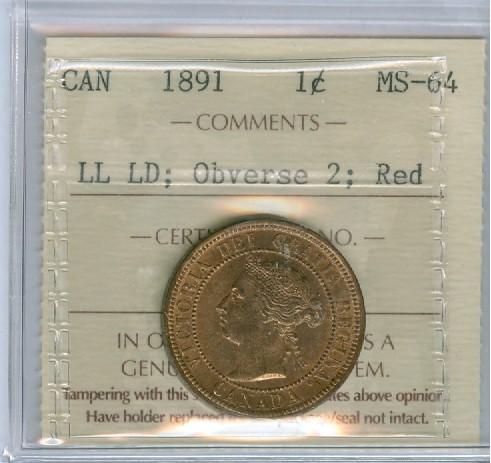 CAN 1891 1¢ MS-64
— COMMENTS —
LL LD; Obverse 2; Red
— CERT NO. —
VICTORIA DEI GRATIA REGINA
CANADA
IN O S A
GENU EM.
Tampering with this s tes above opinion
Have holder replaced /seal not intact.